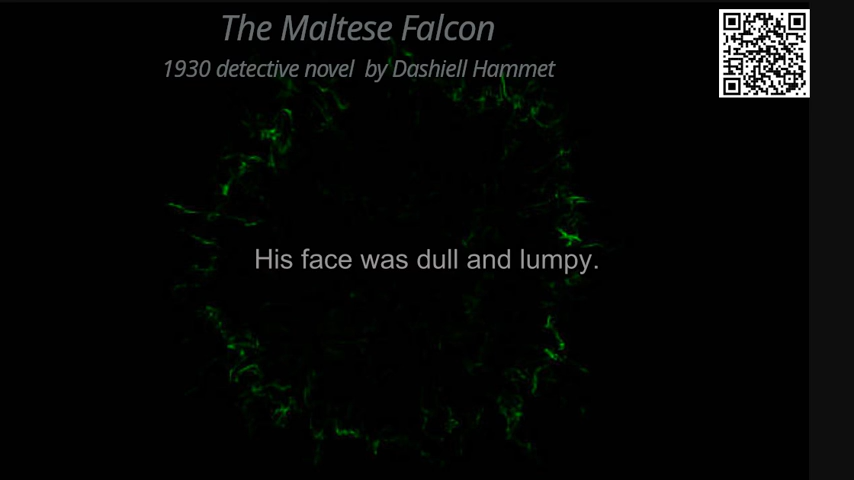 The Maltese Falcon
1930 detective novel by Dashiell Hammet
His face was dull and lumpy.